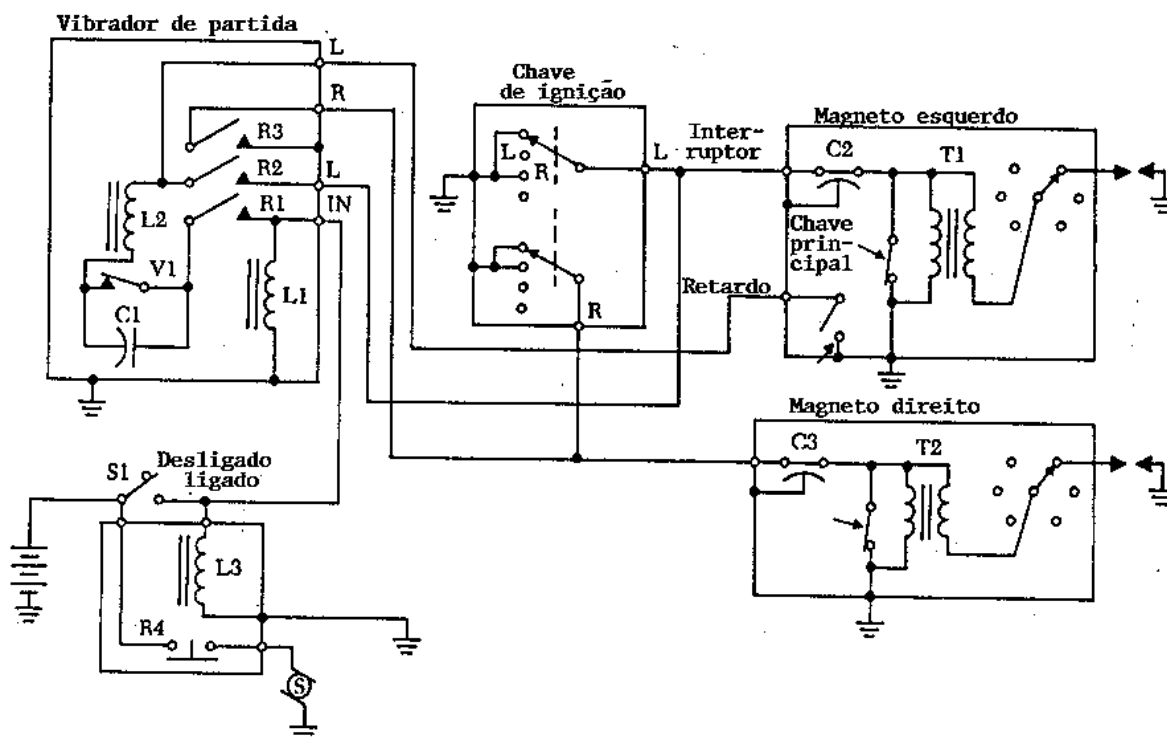 Vibrador de partida
L
R
R3
R2
L
R1
IN
L2
V1
C1
L1
Chave
de ignição
L
R
L
R
Inter-
ruptor
Magneto esquerdo
C2
T1
Chave
prin-
cipal
Retardo
Magneto direito
C3
T2
S1
Desligado
ligado
L3
R4
S